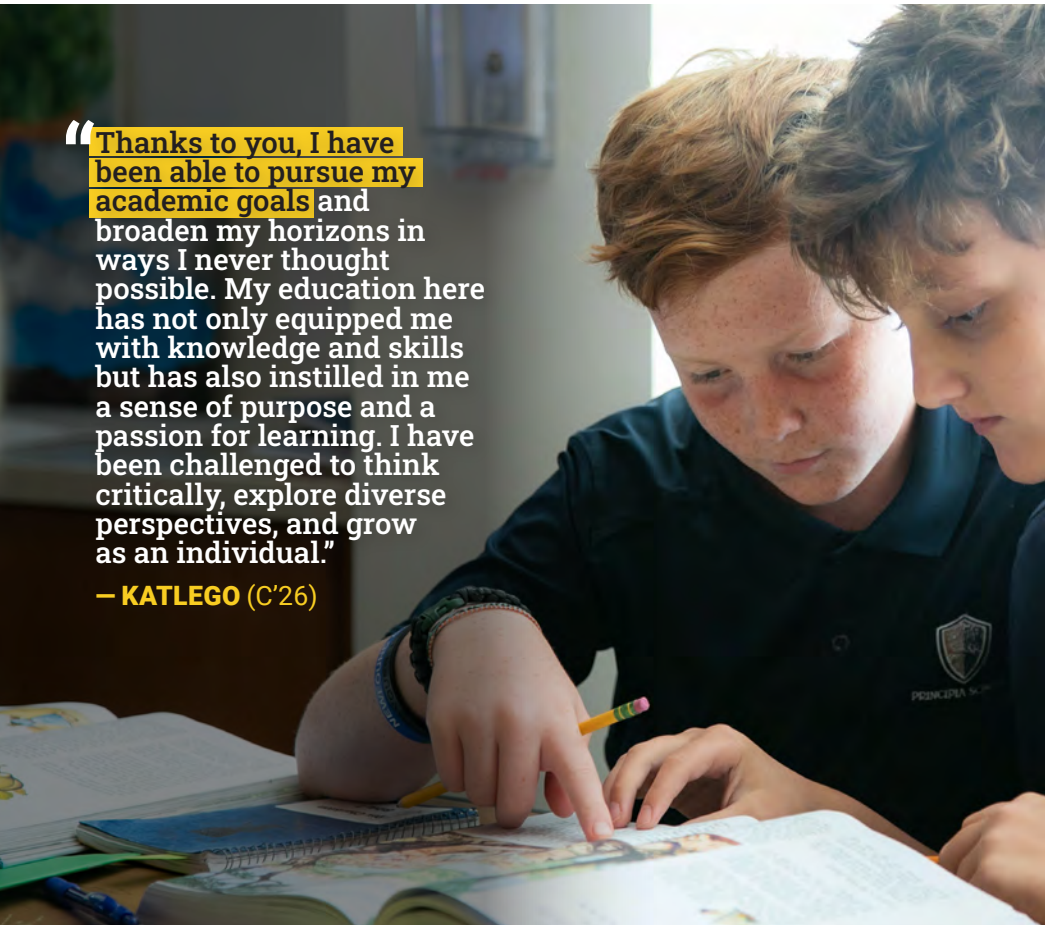 “Thanks to you, I have
been able to pursue my
academic goals and
broaden my horizons in
ways I never thought
possible. My education here
has not only equipped me
with knowledge and skills
but has also instilled in me
a sense of purpose and a
passion for learning. I have
been challenged to think
critically, explore diverse
perspectives, and grow
as an individual.”
— KATLEGO (C’26)
PRINCIPIA